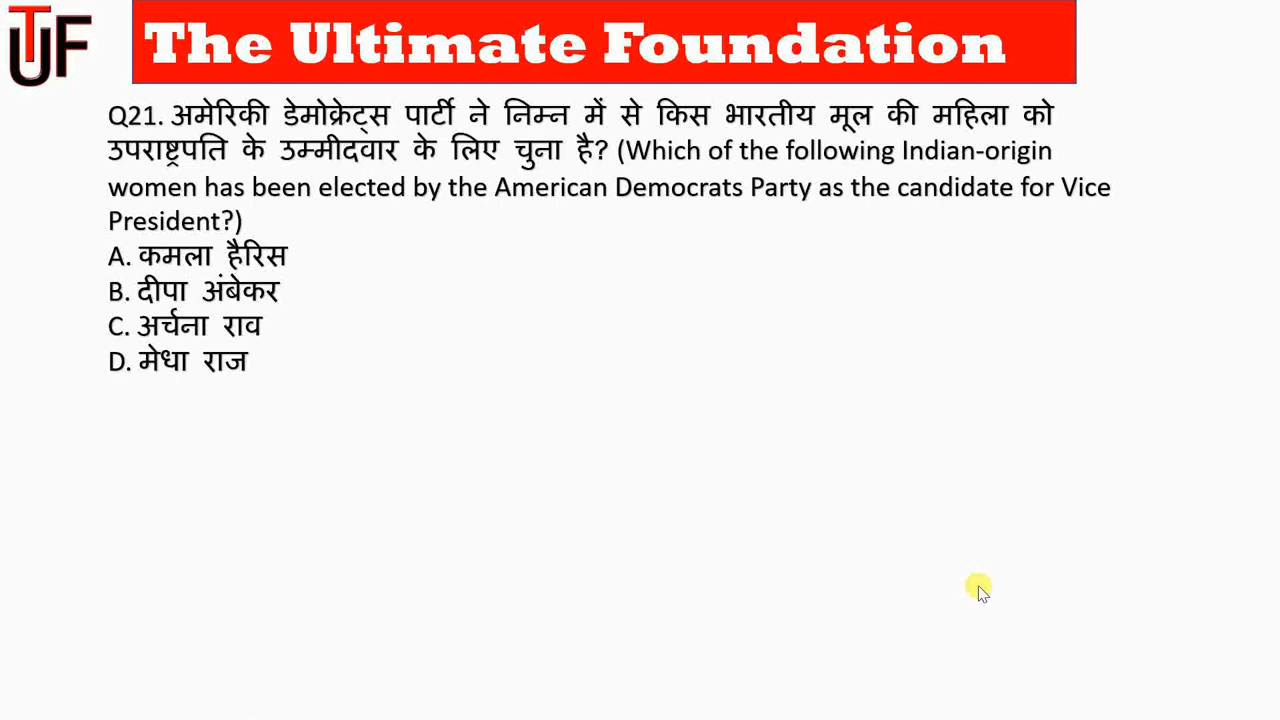 TUF
The Ultimate Foundation
Q21. अमेरिकी डेमोक्रेट्स पार्टी ने निम्न में से किस भारतीय मूल की महिला को
उपराष्ट्रपति के उम्मीदवार के लिए चुना है? (Which of the following Indian-origin
women has been elected by the American Democrats Party as the candidate for Vice
President?)
A. कमला हैरिस
B. दीपा अंबेकर
C. अर्चना राव
D. मेधा राज